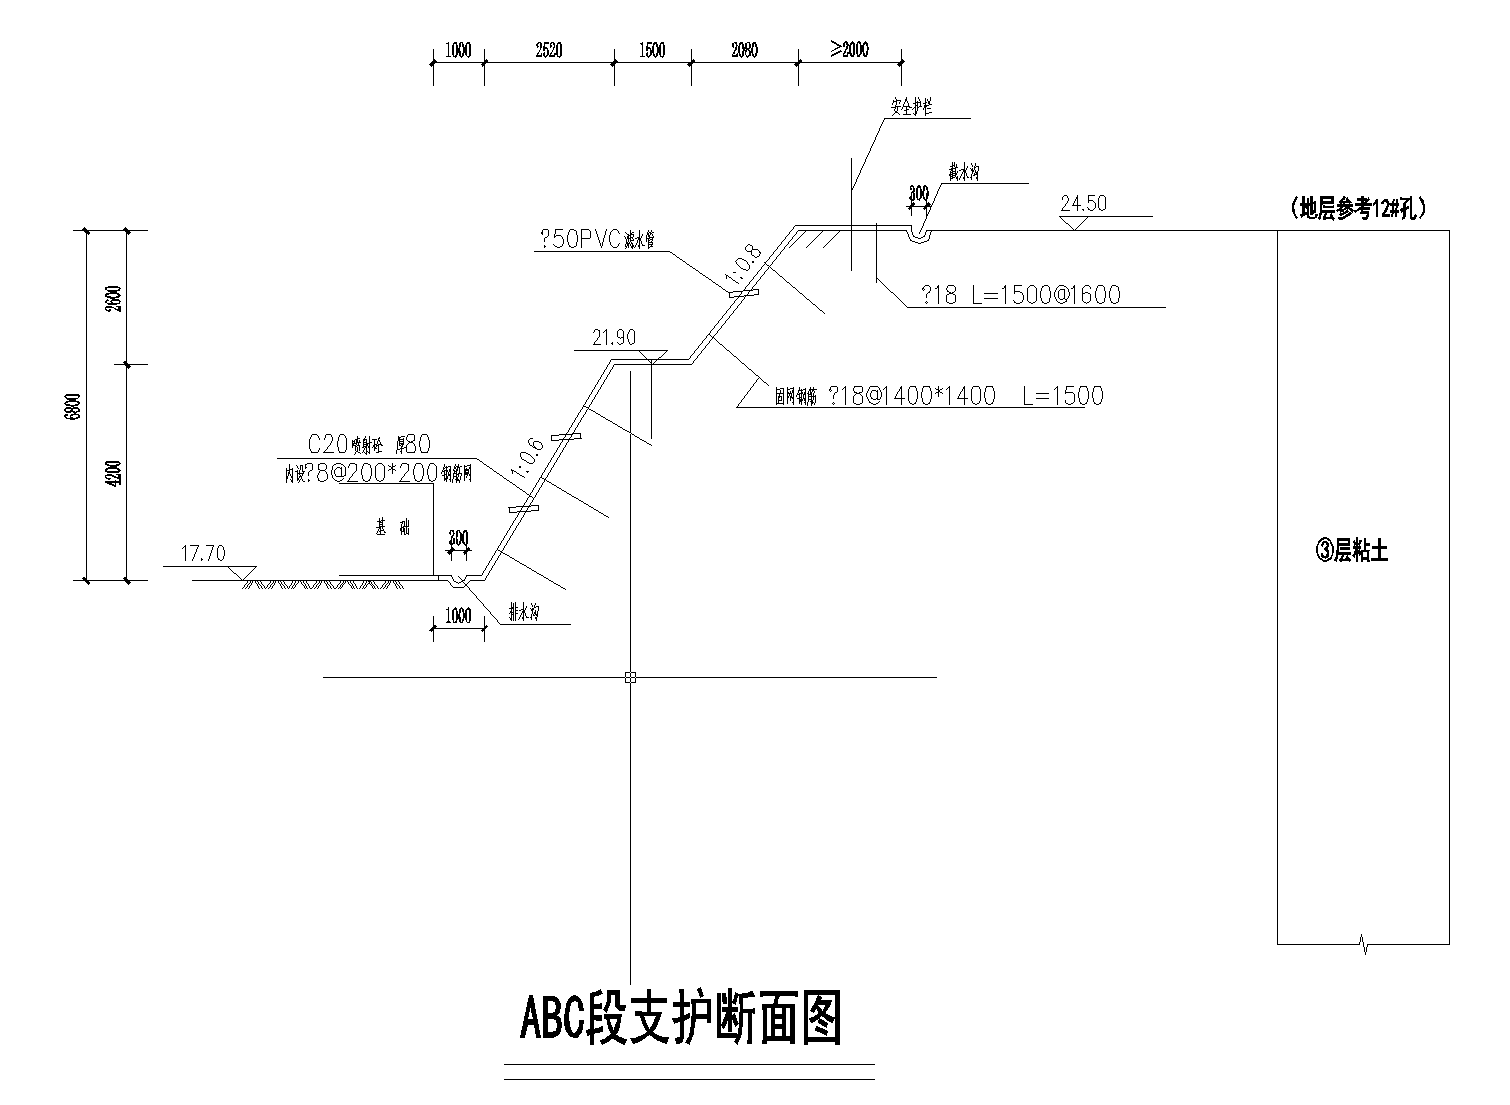 1000 2520 1500 2080 ≥2000
安全护栏
截水沟
300
24.50
(地层参考12#孔)
?50PVC滤水管
1:0.8
?18 L=1500@1600
2600
21.90
6800
固网钢筋 ?18@1400*1400 L=1500
C20喷射砼 厚80
内设?8@200*200钢筋网
1:0.6
4200
基 础
300
17.70
③层粘土
1000
排水沟
ABC段支护断面图